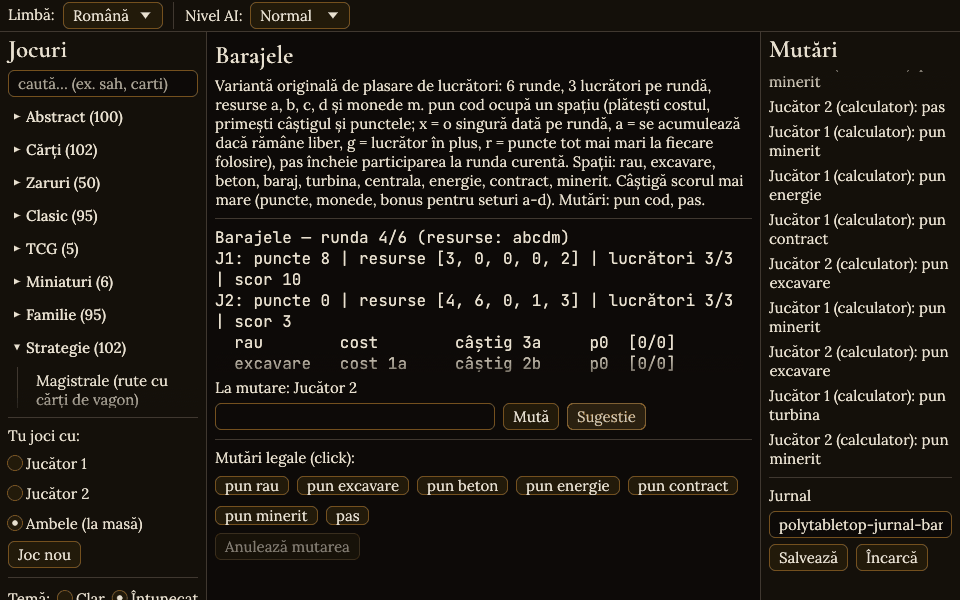 Limbă: Română ▼ Nivel AI: Normal ▼
Jocuri
caută... (ex. sah, carti)
▸ Abstract (100)
▸ Cărți (102)
▸ Zaruri (50)
▸ Clasic (95)
▸ TCG (5)
▸ Miniaturi (6)
▸ Familie (95)
▾ Strategie (102)
Magistrale (rute cu
cărți de vagon)
Tu joci cu:
Jucător 1
Jucător 2
Ambele (la masă)
Joc nou
Temă: Clar Întunecat
Barajele
Variantă originală de plasare de lucrători: 6 runde, 3 lucrători pe rundă,
resurse a, b, c, d și monede m. pun cod ocupă un spațiu (plătești costul,
primești câștigul și punctele; x = o singură dată pe rundă, a = se acumulează
dacă rămâne liber, g = lucrător în plus, r = puncte tot mai mari la fiecare
folosire), pas încheie participarea la runda curentă. Spații: rau, excavare,
beton, baraj, turbina, centrala, energie, contract, minerit. Câștigă scorul mai
mare (puncte, monede, bonus pentru seturi a-d). Mutări: pun cod, pas.
Barajele — runda 4/6 (resurse: abcdm)
J1: puncte 8 | resurse [3, 0, 0, 0, 2] | lucrători 3/3
| scor 10
J2: puncte 0 | resurse [4, 6, 0, 1, 3] | lucrători 3/3
| scor 3
rau cost câștig 3a p0 [0/0]
excavare cost 1a câștig 2b p0 [0/0]
La mutare: Jucător 2
Mută Sugestie
Mutări legale (click):
pun rau pun excavare pun beton pun energie pun contract
pun minerit pas
Anulează mutarea
Mutări
minerit
Jucător 2 (calculator): pas
Jucător 1 (calculator): pun
minerit
Jucător 1 (calculator): pun
energie
Jucător 1 (calculator): pun
contract
Jucător 2 (calculator): pun
excavare
Jucător 1 (calculator): pun
minerit
Jucător 2 (calculator): pun
excavare
Jucător 1 (calculator): pun
turbina
Jucător 2 (calculator): pun
minerit
Jurnal
polytabletop-jurnal-bar
Salvează Încarcă